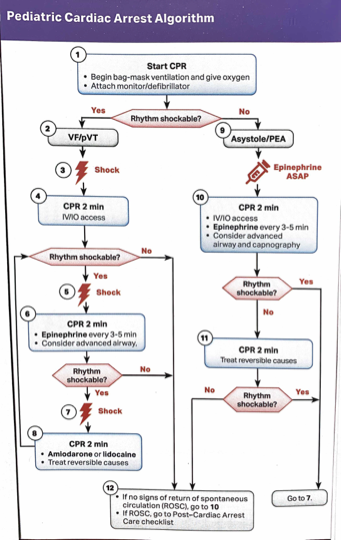 Pediatric Cardiac Arrest Algorithm
1
Start CPR
• Begin bag-mask ventilation and give oxygen
• Attach monitor/defibrillator
Yes
Rhythm shockable?
No
2
VF/pVT
9
Asystole/PEA
3
Shock
Epinephrine
ASAP
4
CPR 2 min
IV/IO access
10
CPR 2 min
• IV/IO access
• Epinephrine every 3-5 min
• Consider advanced
airway and capnography
Rhythm shockable?
No
Yes
Rhythm
shockable?
Yes
No
5
Shock
6
CPR 2 min
• Epinephrine every 3-5 min
• Consider advanced airway.
11
CPR 2 min
Treat reversible causes
Rhythm
shockable?
No
Yes
No
Rhythm
shockable?
Yes
7
Shock
8
CPR 2 min
• Amiodarone or lidocaine
• Treat reversible causes
12
• If no signs of return of spontaneous
circulation (ROSC), go to 10
• If ROSC, go to Post-Cardiac Arrest
Care checklist
Go to 7.